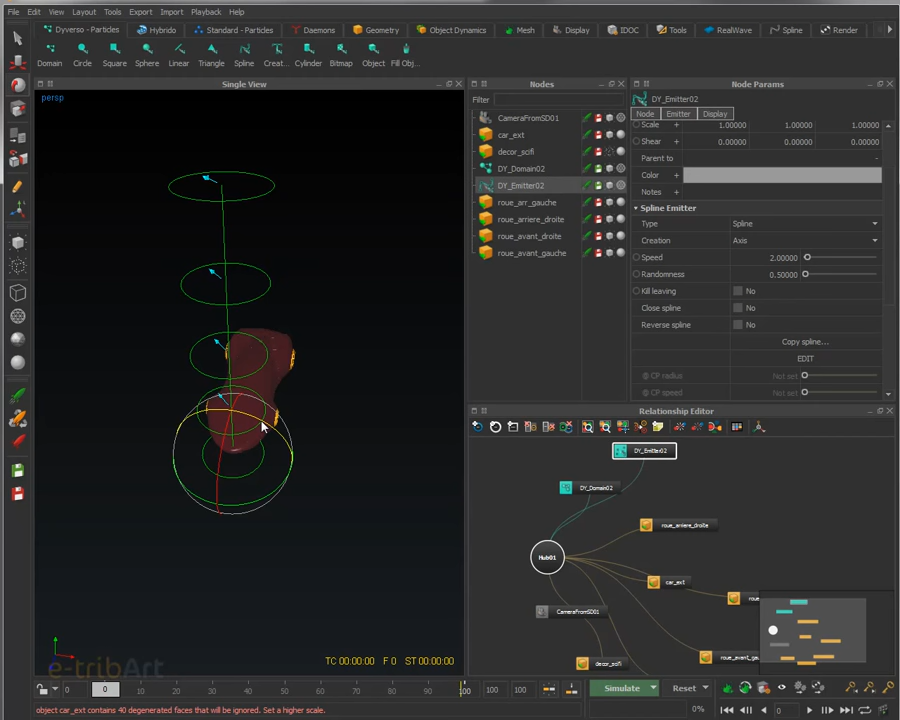 File Edit View Layout Tools Export Import Playback Help
Dyverso - Particles Hybrido Standard - Particles Daemons Geometry Object Dynamics Mesh Display IDOC Tools RealWave Spline Render
Domain Circle Square Sphere Linear Triangle Spline Creat... Cylinder Bitmap Object Fill Obj...
Single View
persp
TC 00:00:00 F 0 ST 00:00:00
e-tribArt
Nodes
Filter
CameraFromSD01
car_ext
decor_scifi
DY_Domain02
DY_Emitter02
roue_arr_gauche
roue_arriere_droite
roue_avant_droite
roue_avant_gauche
Node Params
DY_Emitter02
Node Emitter Display
Scale + 1.00000 1.00000 1.00000
Shear + 0.00000 0.00000 0.00000
Parent to -
Color +
Notes +
Spline Emitter
Type Spline
Creation Axis
Speed 2.00000
Randomness 0.50000
Kill leaving No
Close spline No
Reverse spline No
Copy spline...
EDIT
CP radius Not set
CP speed Not set
Relationship Editor
DY_Emitter02
DY_Domain02
roue_arriere_droite
Hub01
car_ext
roue
CameraFromSD01
roue_avant_gau
decor_scifi
0 0 10 20 30 40 50 60 70 80 90 100 100 100
Simulate Reset
0% 0
object car_ext contains 40 degenerated faces that will be ignored. Set a higher scale.